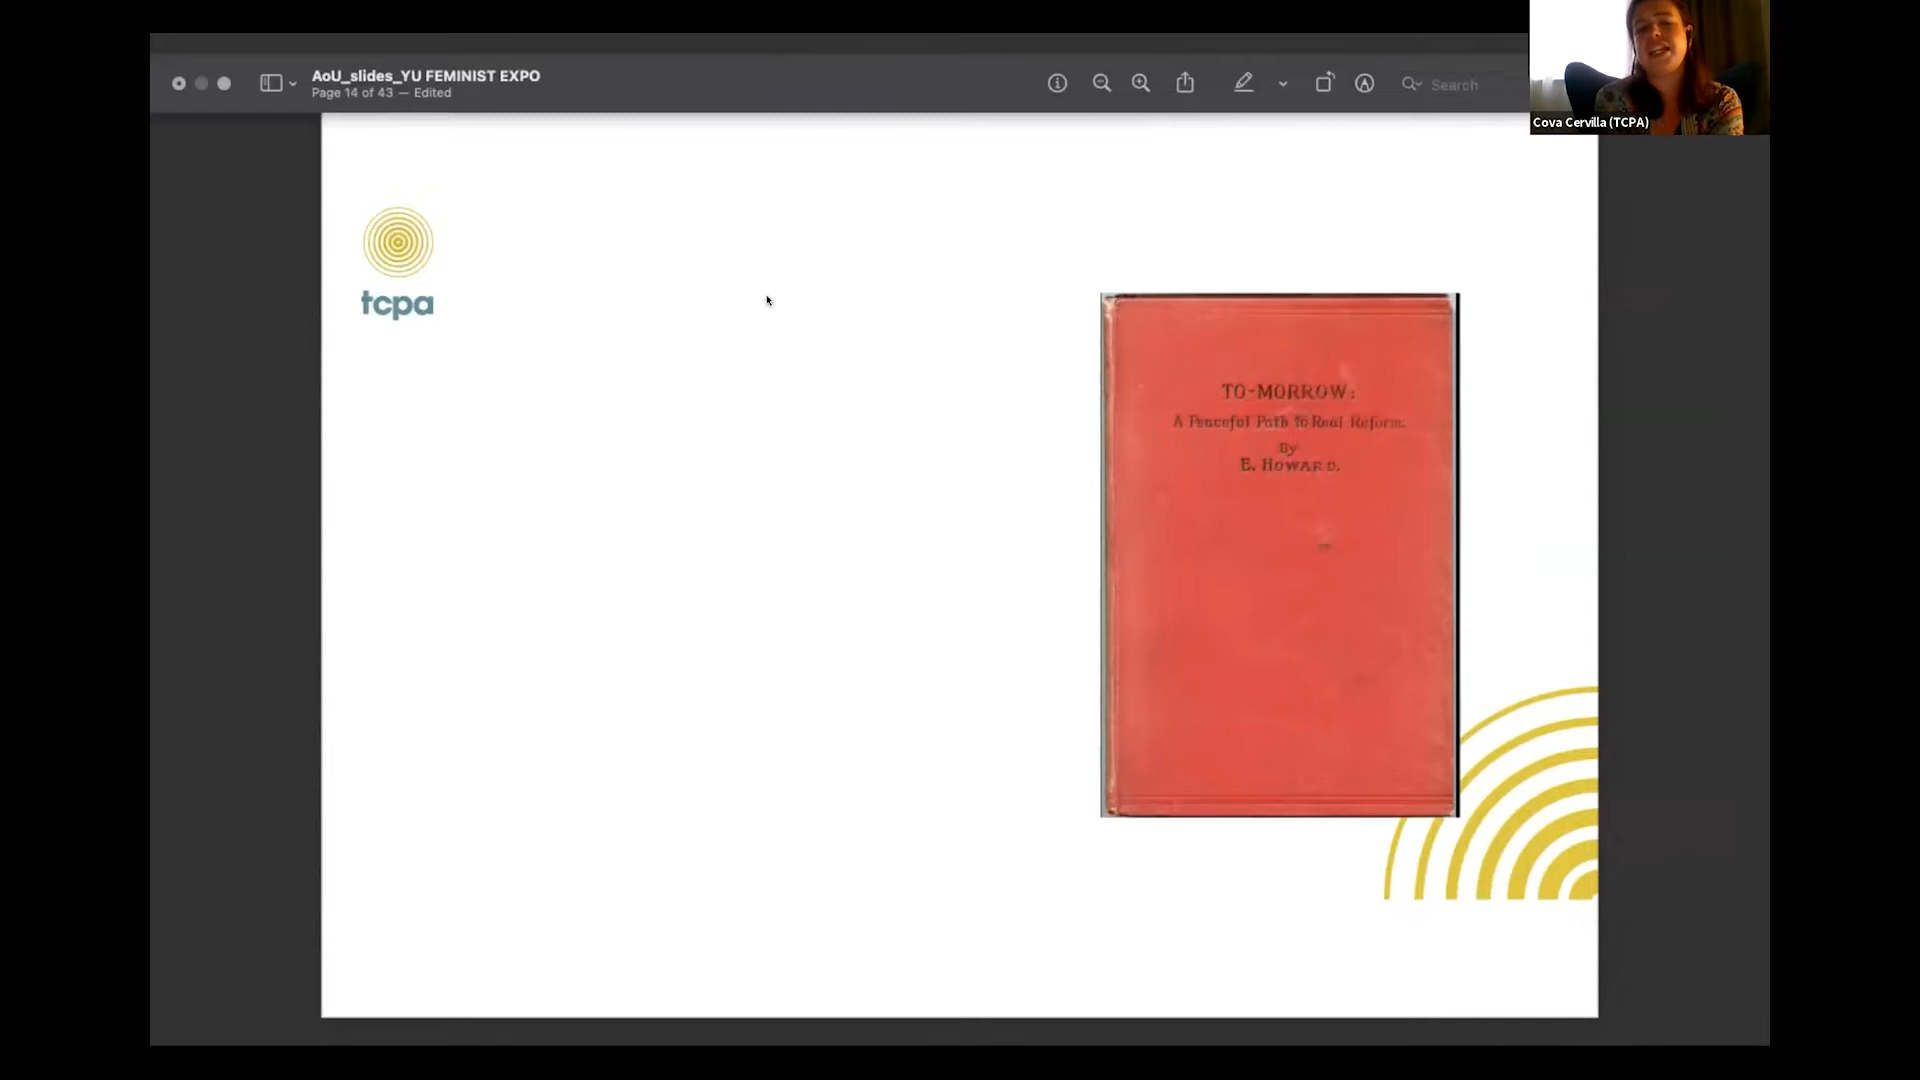 AoU_slides_YU FEMINIST EXPO
Page 14 of 43 — Edited
Search
Cova Cervilla (TCPA)
tcpa
TO-MORROW:
A Peaceful Path to Real Reform.
By
E. HOWARD.